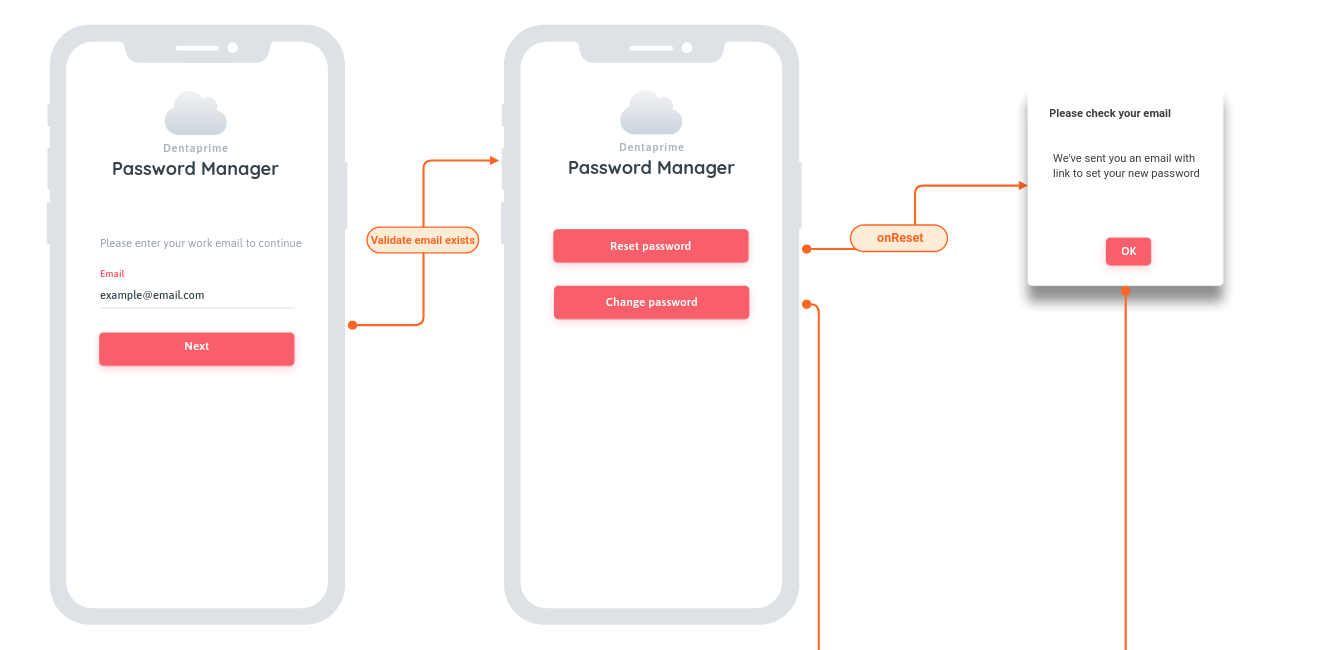 Dentaprime
Password Manager
Please enter your work email to continue
Email
example@email.com
Next
Validate email exists
Dentaprime
Password Manager
Reset password
Change password
onReset
Please check your email
We've sent you an email with
link to set your new password
OK